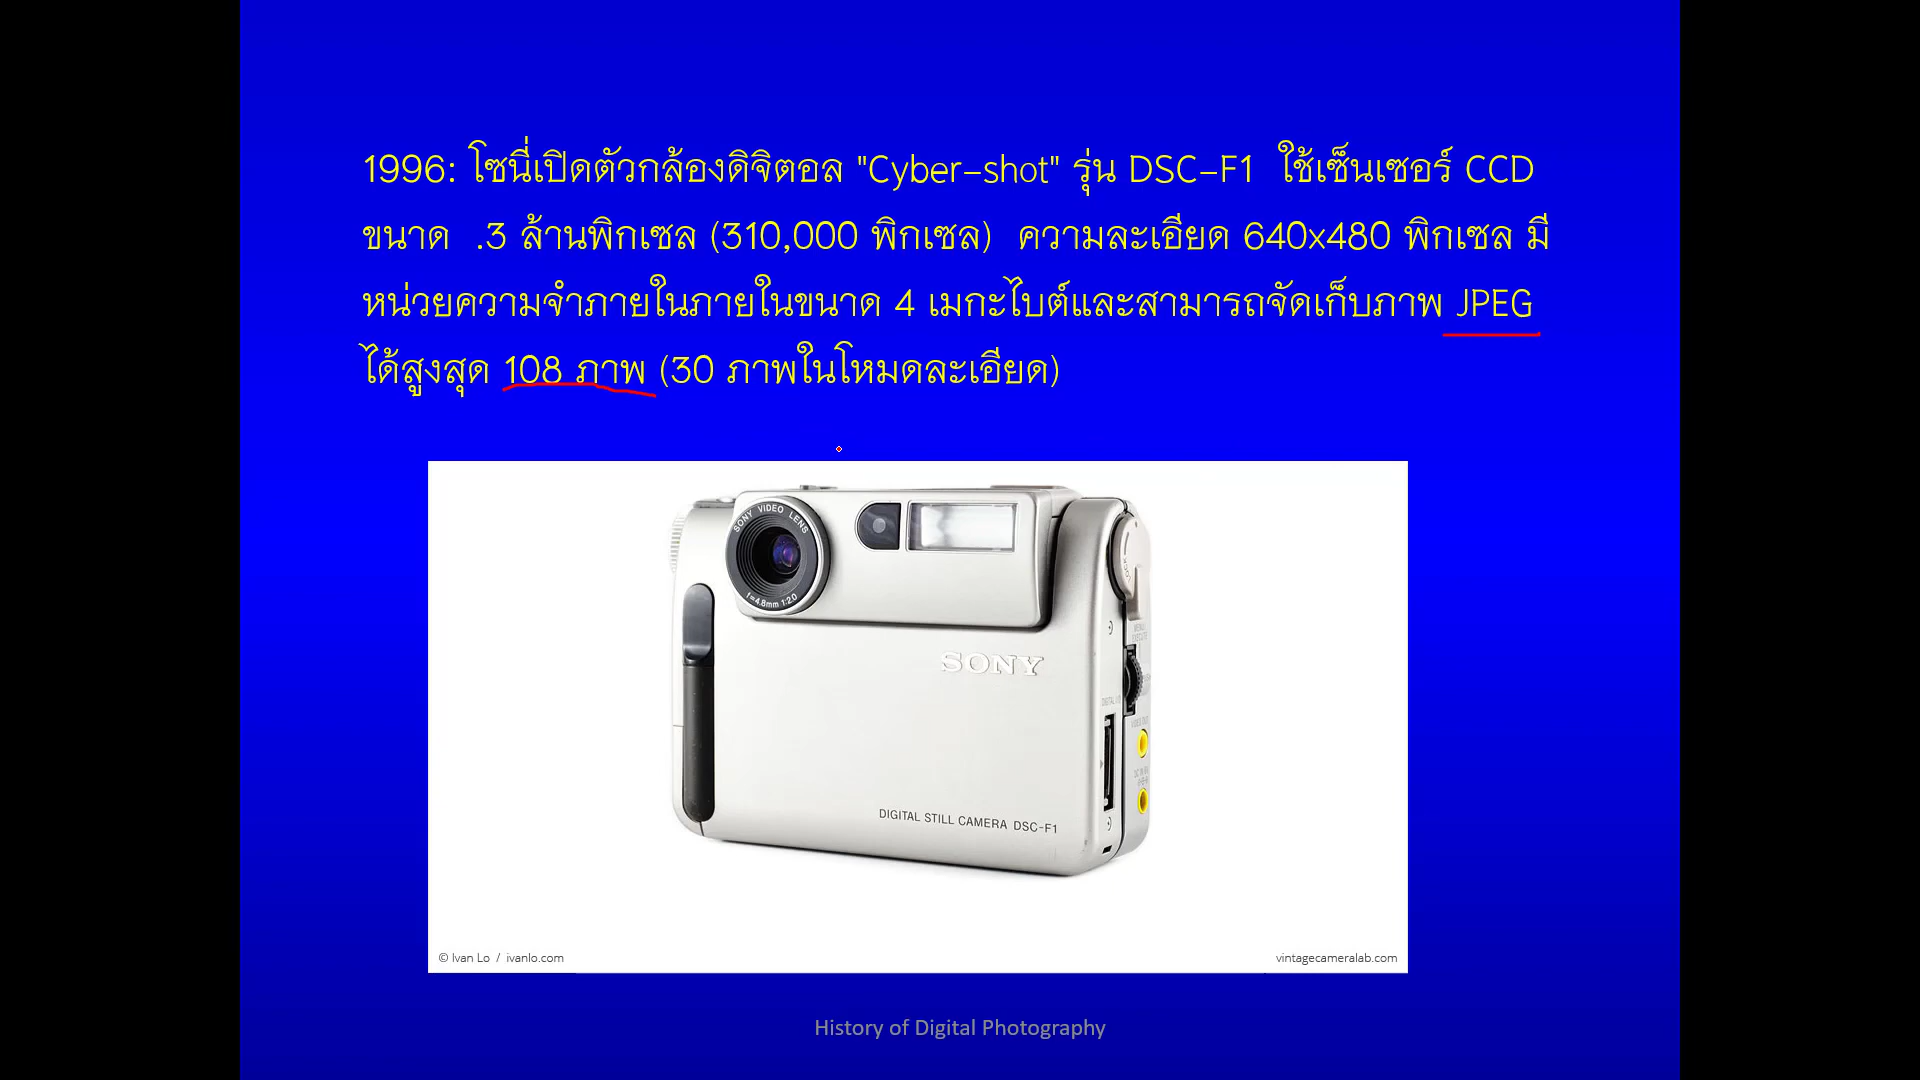 1996: โซนี่เปิดตัวกล้องดิจิตอล "Cyber-shot" รุ่น DSC-F1 ใช้เซ็นเซอร์ CCD
ขนาด .3 ล้านพิกเซล (310,000 พิกเซล) ความละเอียด 640x480 พิกเซล มี
หน่วยความจำภายในภายในขนาด 4 เมกะไบต์และสามารถจัดเก็บภาพ JPEG
ได้สูงสุด 108 ภาพ (30 ภาพในโหมดละเอียด)
SONY VIDEO LENS
f=4.8mm 1:2.0
LOCK
SONY
DIGITAL I/O
VIDEO OUT
DIGITAL STILL CAMERA DSC-F1
© Ivan Lo / ivanlo.com
vintagecameralab.com
History of Digital Photography